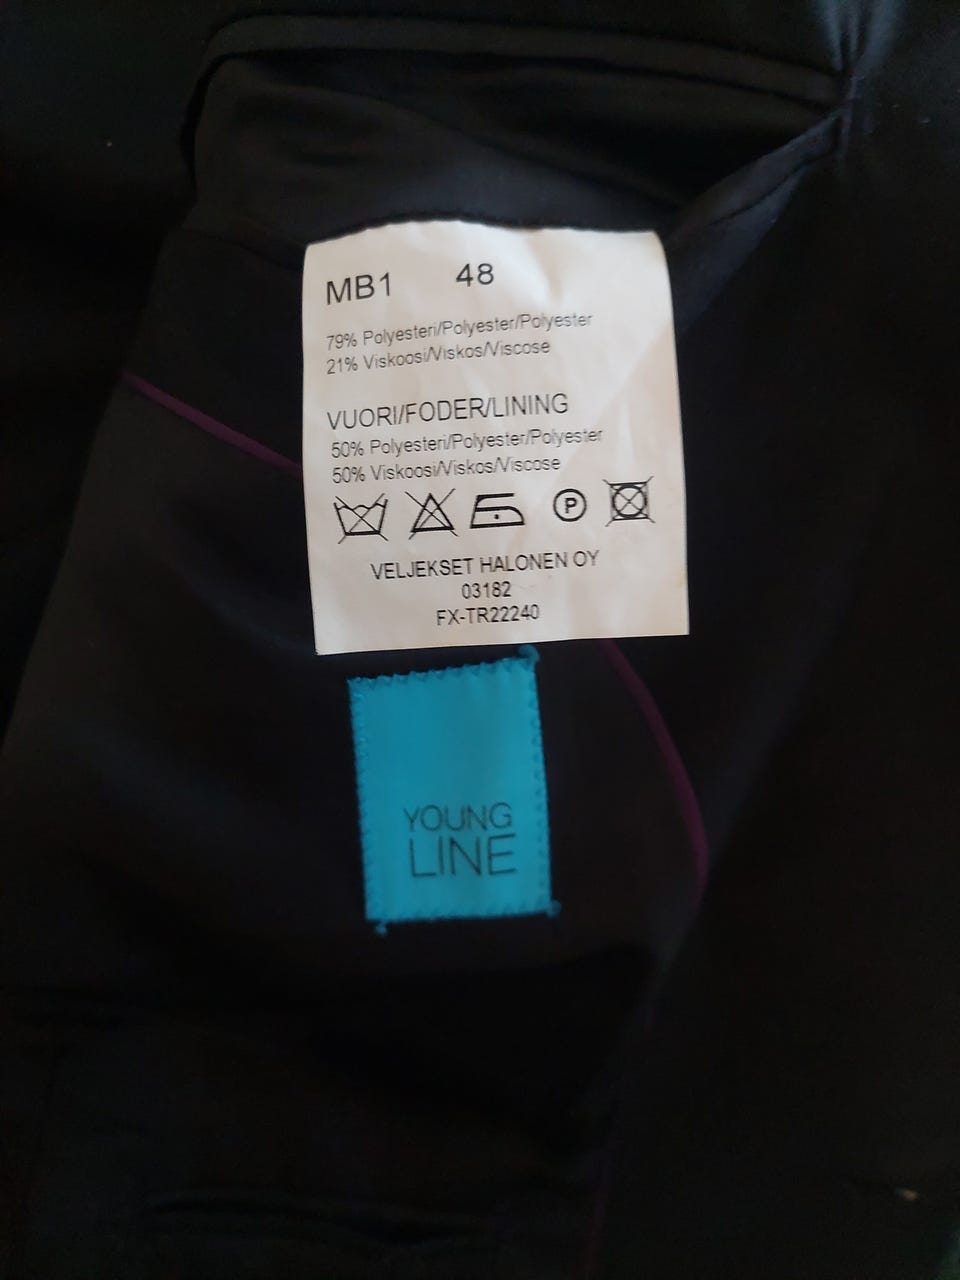 MB1 48
79% Polyesteri/Polyester/Polyester
21% Viskoosi/Viskos/Viscose
VUORI/FODER/LINING
50% Polyesteri/Polyester/Polyester
50% Viskoosi/Viskos/Viscose
P
VELJEKSET HALONEN OY
03182
FX-TR22240
YOUNG
LINE